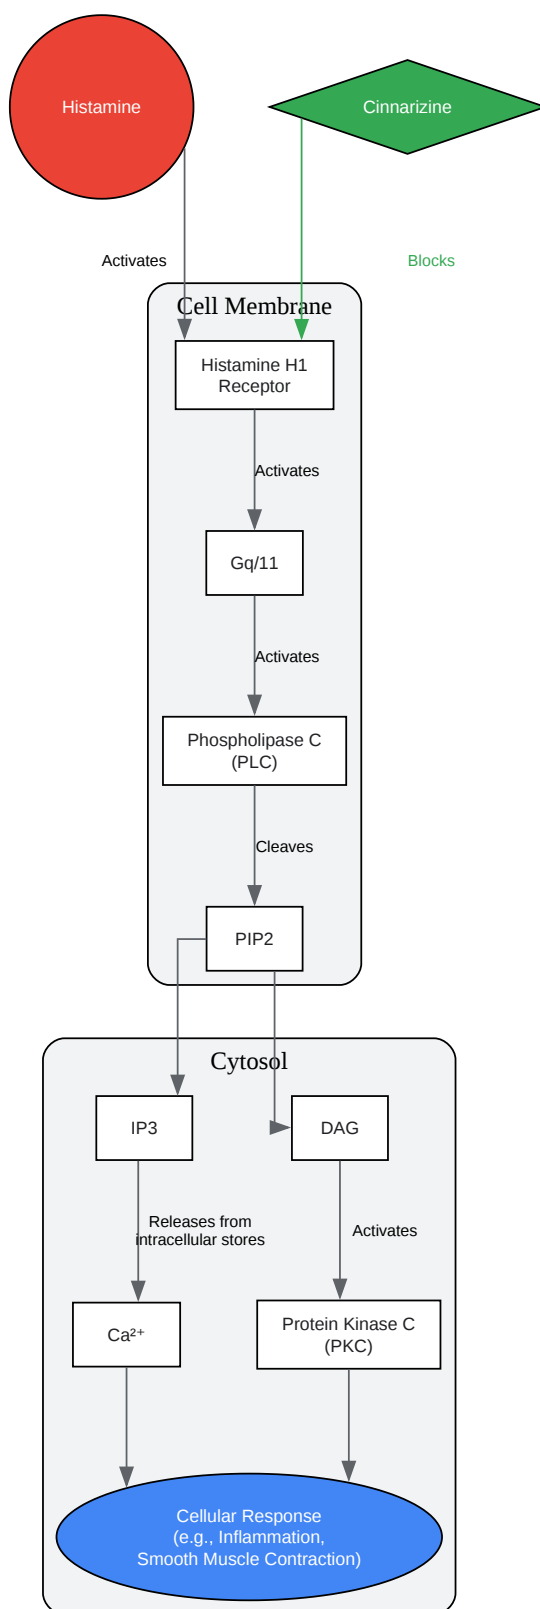 Histamine
Cinnarizine
Activates
Blocks
Cell Membrane
Histamine H1
Receptor
Activates
Gq/11
Activates
Phospholipase C
(PLC)
Cleaves
PIP2
Cytosol
IP3
DAG
Releases from
intracellular stores
Activates
Ca²⁺
Protein Kinase C
(PKC)
Cellular Response
(e.g., Inflammation,
Smooth Muscle Contraction)